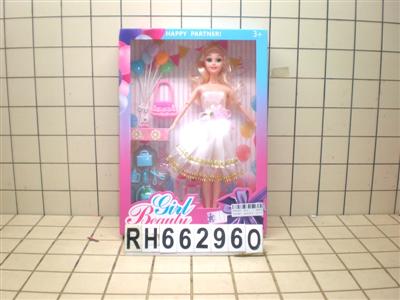 HAPPY PARTNER!
3+
Girl
Beauty
RH662960